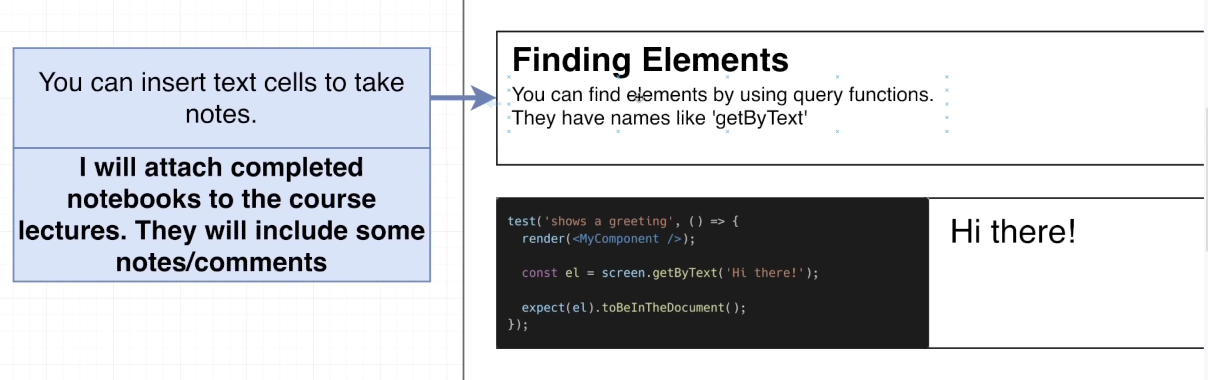 You can insert text cells to take
notes.
I will attach completed
notebooks to the course
lectures. They will include some
notes/comments
Finding Elements
You can find elements by using query functions.
They have names like 'getByText'
test('shows a greeting', () => {
  render(<MyComponent />);
  const el = screen.getByText('Hi there!');
  expect(el).toBeInTheDocument();
});
Hi there!